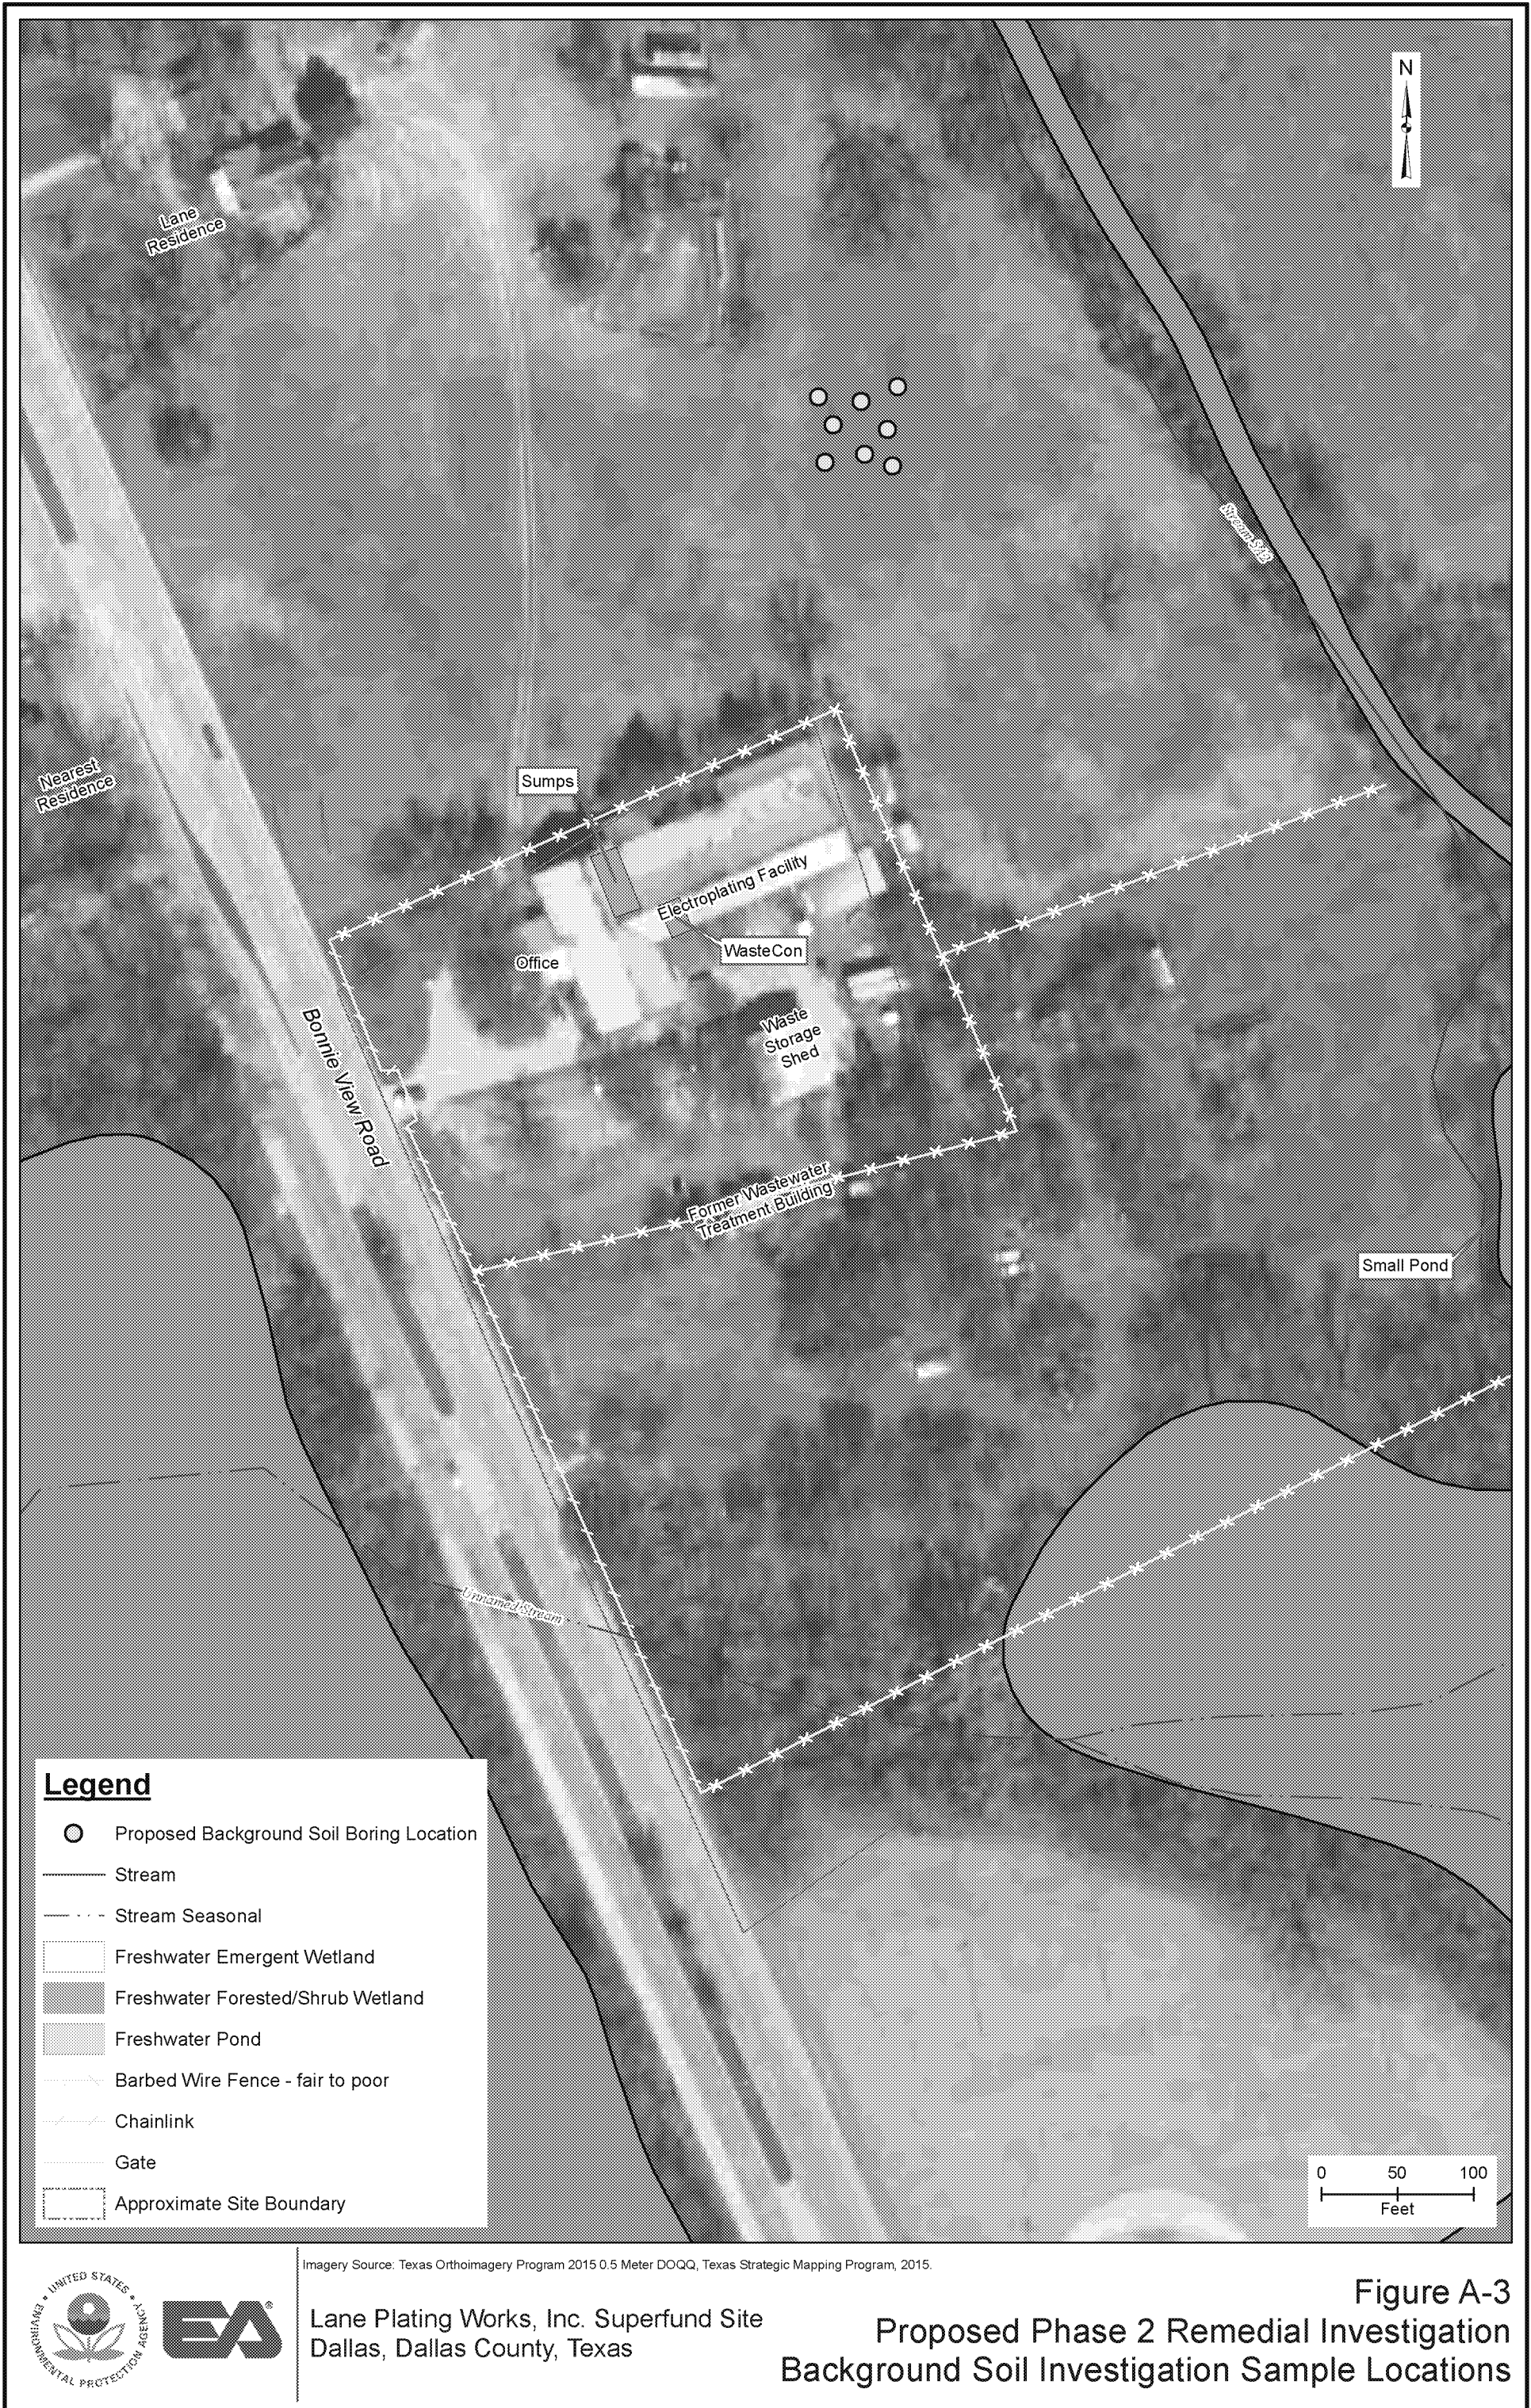 N
Lane
Residence
Stream 5A2
Nearest
Residence
Sumps
Electroplating Facility
WasteCon
Office
Waste
Storage
Shed
Bonnie View Road
Former Wastewater
Treatment Building
Small Pond
Unnamed Stream
Legend
Proposed Background Soil Boring Location
Stream
Stream Seasonal
Freshwater Emergent Wetland
Freshwater Forested/Shrub Wetland
Freshwater Pond
Barbed Wire Fence - fair to poor
Chainlink
Gate
Approximate Site Boundary
0 50 100
Feet
Imagery Source: Texas Orthoimagery Program 2015 0.5 Meter DOQQ, Texas Strategic Mapping Program, 2015.
UNITED STATES
ENVIRONMENTAL PROTECTION AGENCY
EA®
Lane Plating Works, Inc. Superfund Site
Dallas, Dallas County, Texas
Figure A-3
Proposed Phase 2 Remedial Investigation
Background Soil Investigation Sample Locations